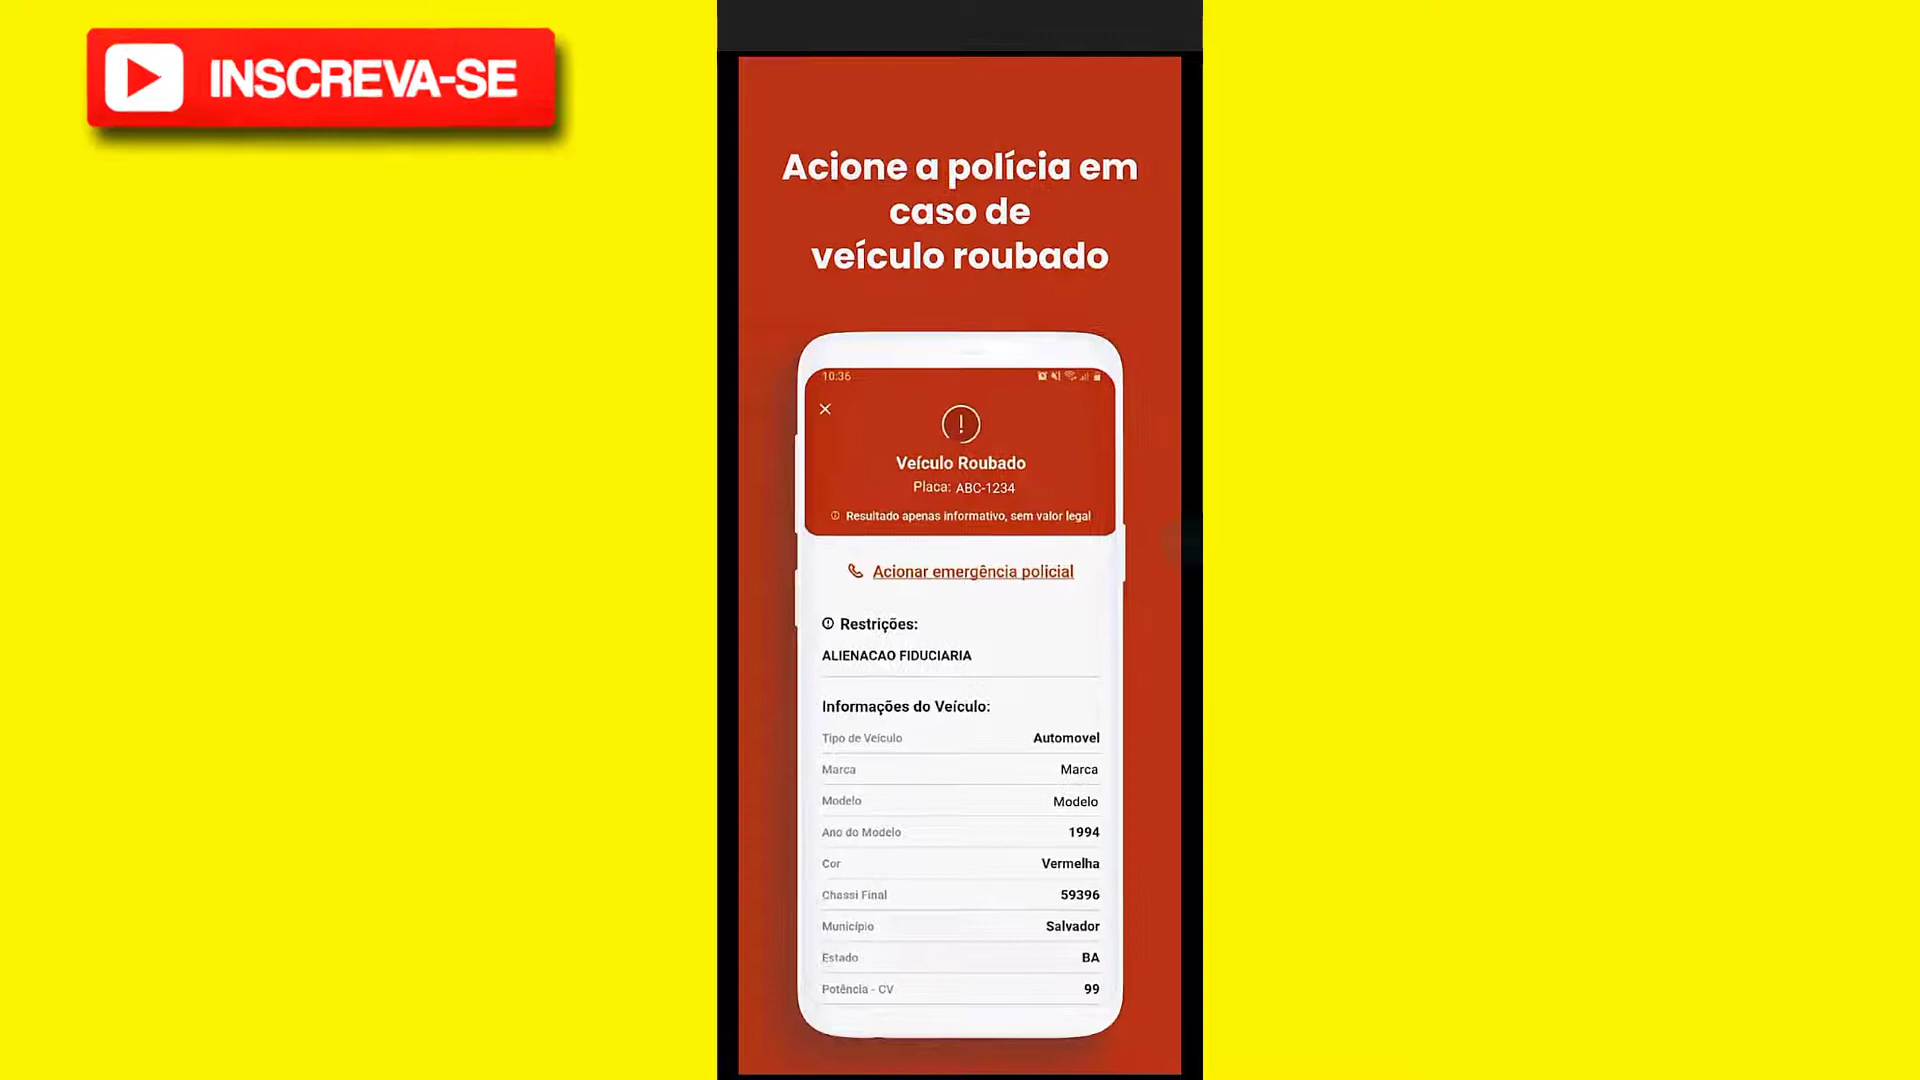 INSCREVA-SE
Acione a polícia em
caso de
veículo roubado
10:36
Veículo Roubado
Placa: ABC-1234
Resultado apenas informativo, sem valor legal
Acionar emergência policial
Restrições:
ALIENACAO FIDUCIARIA
Informações do Veículo:
Tipo de Veículo Automovel
Marca Marca
Modelo Modelo
Ano do Modelo 1994
Cor Vermelha
Chassi Final 59396
Município Salvador
Estado BA
Potência - CV 99